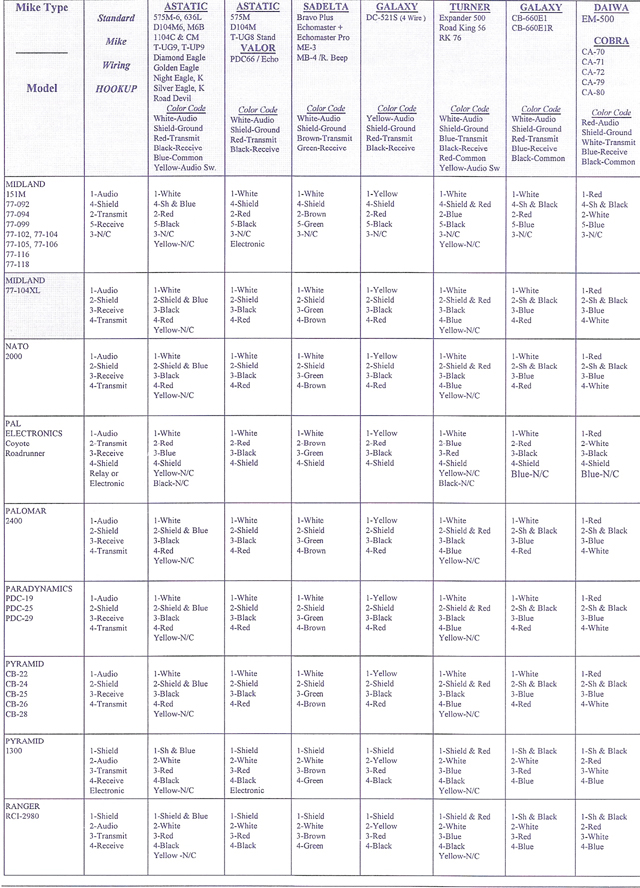 Mike Type
Model
Standard
Mike
Wiring
HOOKUP
ASTATIC
575M-6, 636L
D104M6, M6B
1104C & CM
T-UG9, T-UP9
Diamond Eagle
Golden Eagle
Night Eagle, K
Silver Eagle, K
Road Devil
Color Code
White-Audio
Shield-Ground
Red-Transmit
Black-Receive
Blue-Common
Yellow-Audio Sw.
ASTATIC
575M
D104M
T-UG8 Stand
VALOR
PDC66 / Echo
Color Code
White-Audio
Shield-Ground
Red-Transmit
Black-Receive
SADELTA
Bravo Plus
Echomaster +
Echomaster Pro
ME-3
MB-4 /R. Beep
Color Code
White-Audio
Shield-Ground
Brown-Transmit
Green-Receive
GALAXY
DC-521S (4 Wire )
Color Code
Yellow-Audio
Shield-Ground
Red-Transmit
Black-Receive
TURNER
Expander 500
Road King 56
RK 76
Color Code
White-Audio
Shield-Ground
Blue-Transmit
Black-Receive
Red-Common
Yellow-Audio Sw
GALAXY
CB-660E1
CB-660E1R
Color Code
White-Audio
Shield-Ground
Red-Transmit
Blue-Receive
Black-Common
DAIWA
EM-500
COBRA
CA-70
CA-71
CA-72
CA-79
CA-80
Color Code
Red-Audio
Shield-Ground
White-Transmit
Blue-Receive
Black-Common
MIDLAND
151M
77-092
77-094
77-099
77-102, 77-104
77-105, 77-106
77-116
77-118
1-Audio
4-Shield
2-Transmit
5-Receive
3-N/C
1-White
4-Sh & Blue
2-Red
5-Black
3-N/C
Yellow-N/C
1-White
4-Shield
2-Red
5-Black
3-N/C
Electronic
1-White
4-Shield
2-Brown
5-Green
3-N/C
1-Yellow
4-Shield
2-Red
5-Black
3-N/C
1-White
4-Shield & Red
2-Blue
5-Black
3-N/C
Yellow-N/C
1-White
4-Sh & Black
2-Red
5-Blue
3-N/C
1-Red
4-Sh & Black
2-White
5-Blue
3-N/C
MIDLAND
77-104XL
1-Audio
2-Shield
3-Receive
4-Transmit
1-White
2-Shield & Blue
3-Black
4-Red
Yellow-N/C
1-White
2-Shield
3-Black
4-Red
1-White
2-Shield
3-Green
4-Brown
1-Yellow
2-Shield
3-Black
4-Red
1-White
2-Shield & Red
3-Black
4-Blue
Yellow-N/C
1-White
2-Sh & Black
3-Blue
4-Red
1-Red
2-Sh & Black
3-Blue
4-White
NATO
2000
1-Audio
2-Shield
3-Receive
4-Transmit
1-White
2-Shield & Blue
3-Black
4-Red
Yellow-N/C
1-White
2-Shield
3-Black
4-Red
1-White
2-Shield
3-Green
4-Brown
1-Yellow
2-Shield
3-Black
4-Red
1-White
2-Shield & Red
3-Black
4-Blue
Yellow-N/C
1-White
2-Sh & Black
3-Blue
4-Red
1-Red
2-Sh & Black
3-Blue
4-White
PAL
ELECTRONICS
Coyote
Roadrunner
1-Audio
2-Transmit
3-Receive
4-Shield
Relay or
Electronic
1-White
2-Red
3-Blue
4-Shield
Yellow-N/C
Black-N/C
1-White
2-Red
3-Black
4-Shield
1-White
2-Brown
3-Green
4-Shield
1-Yellow
2-Red
3-Black
4-Shield
1-White
2-Blue
3-Red
4-Shield
Yellow-N/C
Black-N/C
1-White
2-Red
3-Black
4-Shield
Blue-N/C
1-Red
2-White
3-Black
4-Shield
Blue-N/C
PALOMAR
2400
1-Audio
2-Shield
3-Receive
4-Transmit
1-White
2-Shield & Blue
3-Black
4-Red
Yellow-N/C
1-White
2-Shield
3-Black
4-Red
1-White
2-Shield
3-Green
4-Brown
1-Yellow
2-Shield
3-Black
4-Red
1-White
2-Shield & Red
3-Black
4-Blue
Yellow-N/C
1-White
2-Sh & Black
3-Blue
4-Red
1-Red
2-Sh & Black
3-Blue
4-White
PARADYNAMICS
PDC-19
PDC-25
PDC-29
1-Audio
2-Shield
3-Receive
4-Transmit
1-White
2-Shield & Blue
3-Black
4-Red
Yellow-N/C
1-White
2-Shield
3-Black
4-Red
1-White
2-Shield
3-Green
4-Brown
1-Yellow
2-Shield
3-Black
4-Red
1-White
2-Shield & Red
3-Black
4-Blue
Yellow-N/C
1-White
2-Sh & Black
3-Blue
4-Red
1-Red
2-Sh & Black
3-Blue
4-White
PYRAMID
CB-22
CB-24
CB-25
CB-26
CB-28
1-Audio
2-Shield
3-Receive
4-Transmit
1-White
2-Shield & Blue
3-Black
4-Red
Yellow-N/C
1-White
2-Shield
3-Black
4-Red
1-White
2-Shield
3-Green
4-Brown
1-Yellow
2-Shield
3-Black
4-Red
1-White
2-Shield & Red
3-Black
4-Blue
Yellow-N/C
1-White
2-Sh & Black
3-Blue
4-Red
1-Red
2-Sh & Black
3-Blue
4-White
PYRAMID
1300
1-Shield
2-Audio
3-Transmit
4-Receive
Electronic
1-Sh & Blue
2-White
3-Red
4-Black
Yellow-N/C
1-Shield
2-White
3-Red
4-Black
Electronic
1-Shield
2-White
3-Brown
4-Green
1-Shield
2-Yellow
3-Red
4-Black
1-Shield & Red
2-White
3-Blue
4-Black
Yellow-N/C
1-Sh & Black
2-White
3-Red
4-Blue
1-Sh & Black
2-Red
3-White
4-Blue
RANGER
RCI-2980
1-Shield
2-Audio
3-Transmit
4-Receive
1-Shield & Blue
2-White
3-Red
4-Black
Yellow -N/C
1-Shield
2-White
3-Red
4-Black
1-Shield
2-White
3-Brown
4-Green
1-Shield
2-Yellow
3-Red
4-Black
1-Shield & Red
2-White
3-Blue
4-Black
Yellow-N/C
1-Sh & Black
2-White
3-Red
4-Blue
1-Sh & Black
2-Red
3-White
4-Blue